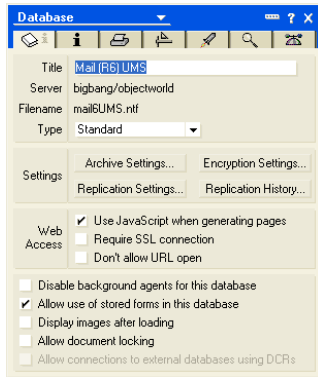 Database ? X
i i
Title Mail (R6) UMS
Server bigbang/objectworld
Filename mail6UMS.ntf
Type Standard
Archive Settings... Encryption Settings...
Settings
Replication Settings... Replication History...
Use JavaScript when generating pages
Web Access
Require SSL connection
Don't allow URL open
Disable background agents for this database
Allow use of stored forms in this database
Display images after loading
Allow document locking
Allow connections to external databases using DCRs